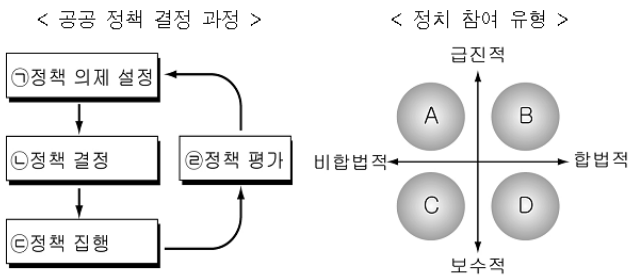 < 공공 정책 결정 과정 >
㉠정책 의제 설정
㉡정책 결정
㉢정책 집행
㉣정책 평가
< 정치 참여 유형 >
급진적
A
B
비합법적
합법적
C
D
보수적